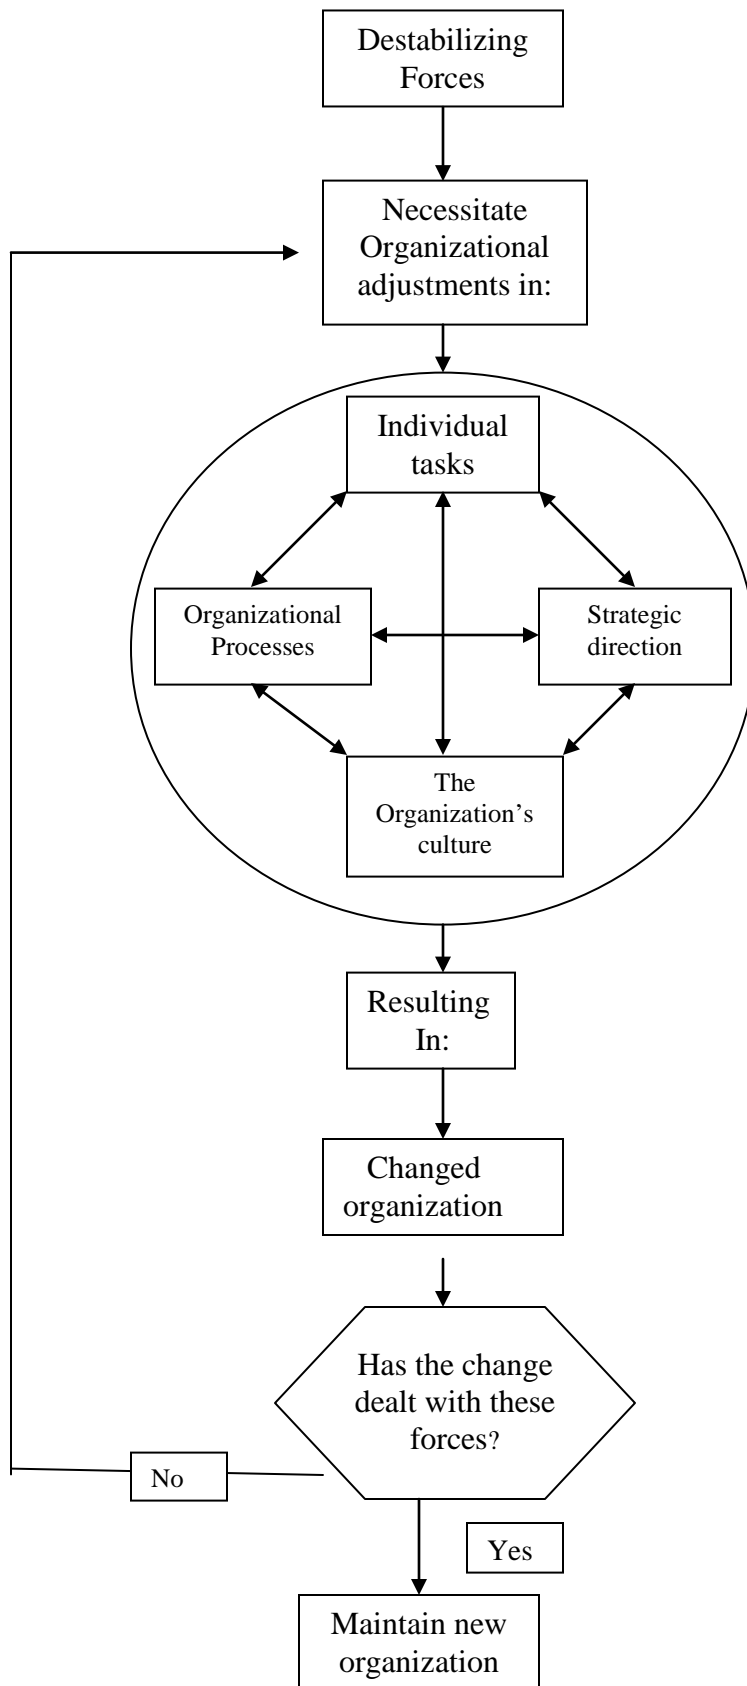 Destabilizing
Forces
Necessitate
Organizational
adjustments in:
Individual
tasks
Organizational
Processes
Strategic
direction
The
Organization’s
culture
Resulting
In:
Changed
organization
Has the change
dealt with these
forces?
No
Yes
Maintain new
organization